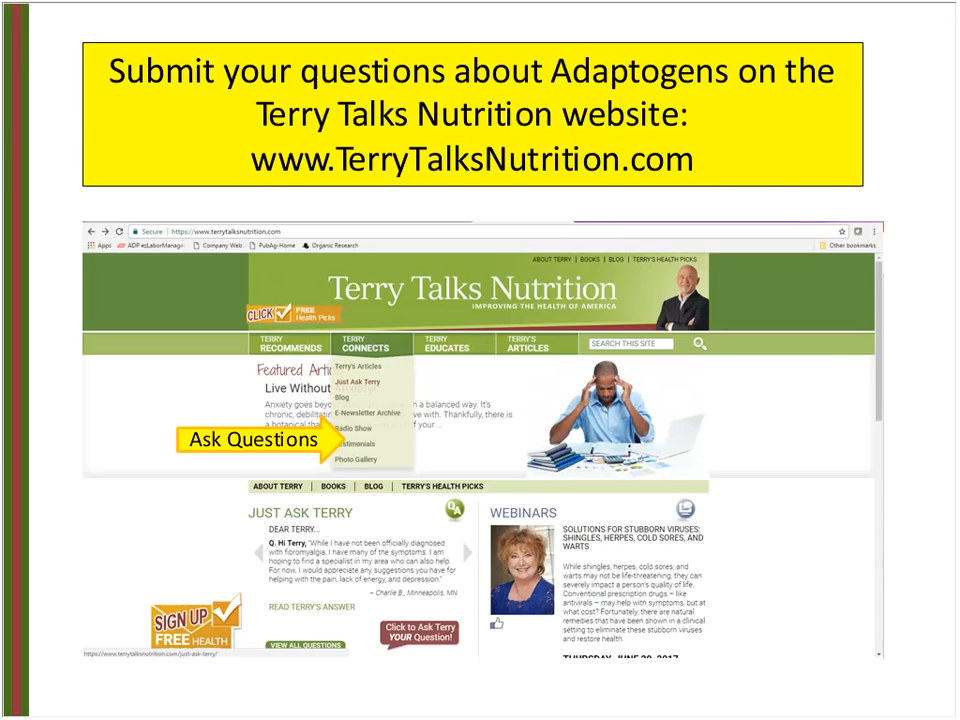 Submit your questions about Adaptogens on the
Terry Talks Nutrition website:
www.TerryTalksNutrition.com
Secure | https://www.terrytalksnutrition.com
Apps ADP ezLaborManage Company Web PubAg-Home Organic Research Other bookmarks
ABOUT TERRY | BOOKS | BLOG | TERRY'S HEALTH PICKS
Terry Talks Nutrition
IMPROVING THE HEALTH OF AMERICA
CLICK FREE
Health Picks
TERRY RECOMMENDS
TERRY CONNECTS
TERRY EDUCATES
TERRY'S ARTICLES
SEARCH THIS SITE
Featured Arti
Live Without Anxiety!
Anxiety goes beyo n a balanced way. It's
chronic, debilitatin ve with. Thankfully, there is
a botanical tha of your ...
Terry's Articles
Just Ask Terry
Blog
E-Newsletter Archive
Radio Show
Testimonials
Photo Gallery
Ask Questions
ABOUT TERRY | BOOKS | BLOG | TERRY'S HEALTH PICKS
JUST ASK TERRY
Q A
DEAR TERRY...
Q. Hi Terry, "While I have not been officially diagnosed
with fibromyalgia, I have many of the symptoms. I am
hoping to find a specialist in my area who can also help.
For now, I would appreciate any suggestions you have for
helping with the pain, lack of energy, and depression."
~ Charlie B., Minneapolis, MN
READ TERRY'S ANSWER
SIGN UP
FREE HEALTH
VIEW ALL QUESTIONS
Click to Ask Terry
YOUR Question!
WEBINARS
SOLUTIONS FOR STUBBORN VIRUSES:
SHINGLES, HERPES, COLD SORES, AND
WARTS
While shingles, herpes, cold sores, and
warts may not be life-threatening, they can
severely impact a person's quality of life.
Conventional prescription drugs – like
antivirals – may help with symptoms, but at
what cost? Fortunately, there are natural
remedies that have been shown in a clinical
setting to eliminate these stubborn viruses
and restore health.
THURSDAY, JUNE 29, 2017
https://www.terrytalksnutrition.com/just-ask-terry/